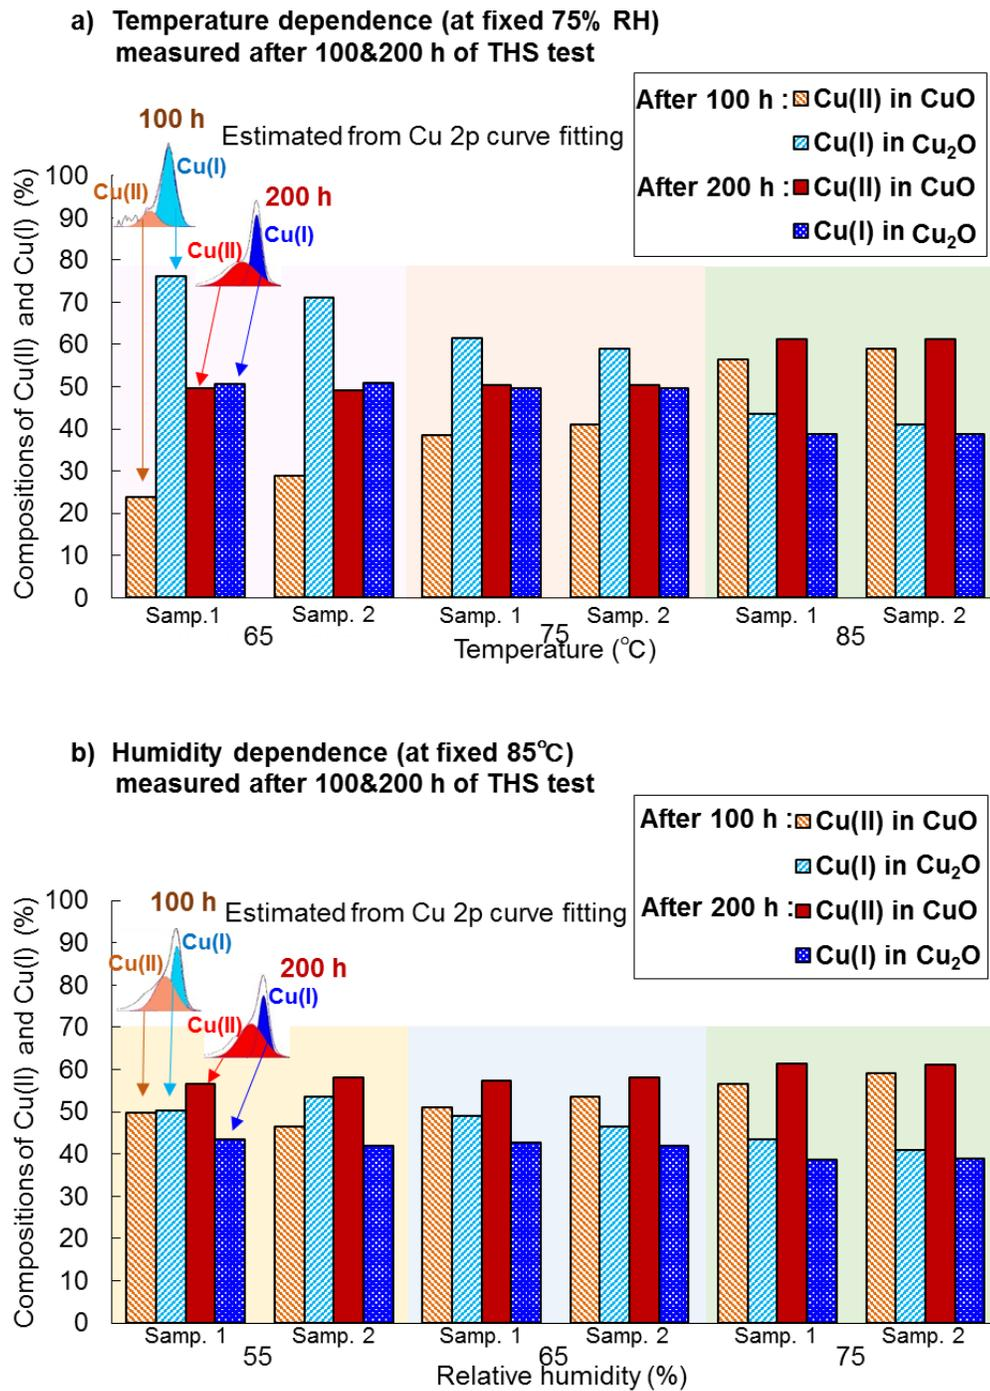 a) Temperature dependence (at fixed 75% RH)
measured after 100&200 h of THS test
After 100 h : Cu(II) in CuO
Cu(I) in Cu₂O
After 200 h : Cu(II) in CuO
Cu(I) in Cu₂O
100 h
Estimated from Cu 2p curve fitting
Cu(I)
Cu(II)
200 h
Cu(I)
Cu(II)
Compositions of Cu(II) and Cu(I) (%)
100
90
80
70
60
50
40
30
20
10
0
Samp.1 Samp. 2 Samp. 1 Samp. 2 Samp. 1 Samp. 2
65 75 85
Temperature (℃)
b) Humidity dependence (at fixed 85℃)
measured after 100&200 h of THS test
After 100 h : Cu(II) in CuO
Cu(I) in Cu₂O
After 200 h : Cu(II) in CuO
Cu(I) in Cu₂O
100 h
Estimated from Cu 2p curve fitting
Cu(I)
Cu(II)
200 h
Cu(I)
Cu(II)
Compositions of Cu(II) and Cu(I) (%)
100
90
80
70
60
50
40
30
20
10
0
Samp. 1 Samp. 2 Samp. 1 Samp. 2 Samp. 1 Samp. 2
55 65 75
Relative humidity (%)